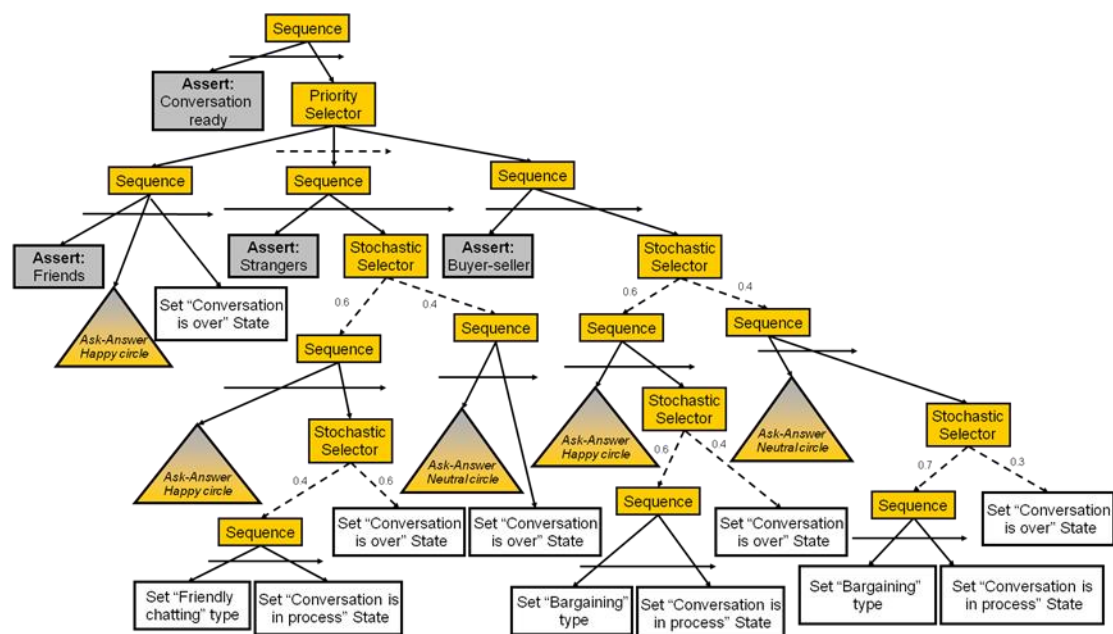 Sequence
Assert:
Conversation
ready
Priority
Selector
Sequence
Sequence
Sequence
Assert:
Friends
Assert:
Strangers
Stochastic
Selector
Assert:
Buyer-seller
Stochastic
Selector
Ask-Answer
Happy circle
Set “Conversation
is over” State
0.6
0.4
0.6
0.4
Sequence
Sequence
Sequence
Sequence
Ask-Answer
Happy circle
Stochastic
Selector
Ask-Answer
Neutral circle
Ask-Answer
Happy circle
Stochastic
Selector
Ask-Answer
Neutral circle
Stochastic
Selector
0.4
0.6
0.6
0.4
0.7
0.3
Sequence
Set “Conversation
is over” State
Set “Conversation
is over” State
Sequence
Set “Conversation
is over” State
Sequence
Set “Conversation
is over” State
Set “Friendly
chatting” type
Set “Conversation is
in process” State
Set “Bargaining”
type
Set “Conversation is
in process” State
Set “Bargaining”
type
Set “Conversation is
in process” State